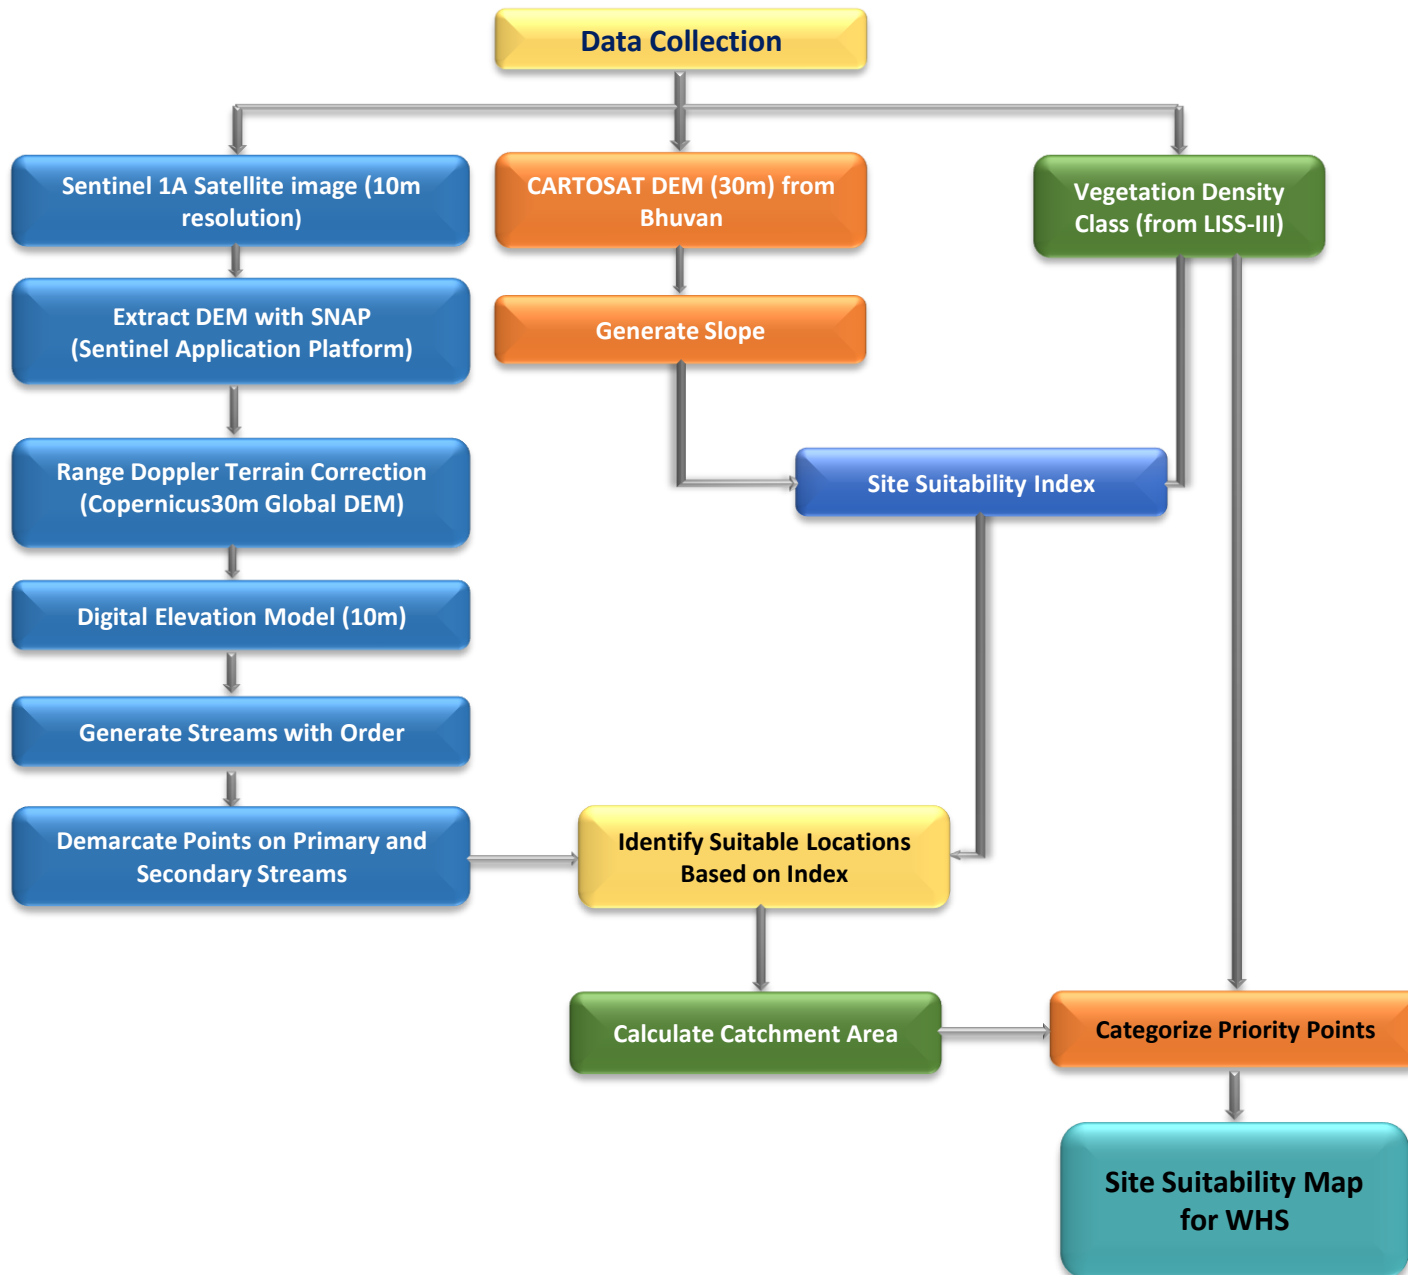 Data Collection
Sentinel 1A Satellite image (10m
resolution)
CARTOSAT DEM (30m) from
Bhuvan
Vegetation Density
Class (from LISS-III)
Extract DEM with SNAP
(Sentinel Application Platform)
Generate Slope
Range Doppler Terrain Correction
(Copernicus30m Global DEM)
Site Suitability Index
Digital Elevation Model (10m)
Generate Streams with Order
Demarcate Points on Primary and
Secondary Streams
Identify Suitable Locations
Based on Index
Calculate Catchment Area
Categorize Priority Points
Site Suitability Map
for WHS